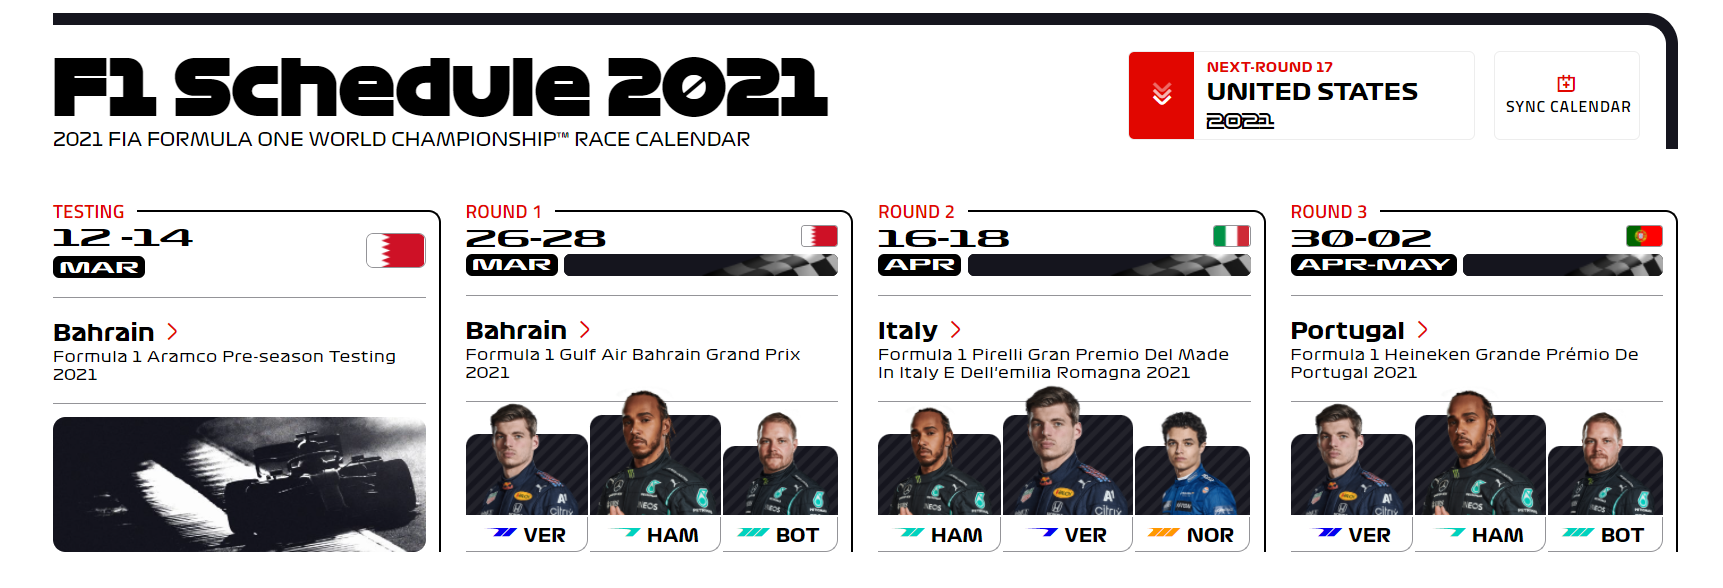 F1 Schedule 2021
2021 FIA FORMULA ONE WORLD CHAMPIONSHIP™ RACE CALENDAR
NEXT-ROUND 17
UNITED STATES
2021
SYNC CALENDAR
TESTING
12 -14
MAR
Bahrain
Formula 1 Aramco Pre-season Testing
2021
ROUND 1
26-28
MAR
Bahrain
Formula 1 Gulf Air Bahrain Grand Prix
2021
VER
HAM
BOT
ROUND 2
16-18
APR
Italy
Formula 1 Pirelli Gran Premio Del Made
In Italy E Dell'emilia Romagna 2021
HAM
VER
NOR
ROUND 3
30-02
APR-MAY
Portugal
Formula 1 Heineken Grande Prémio De
Portugal 2021
VER
HAM
BOT